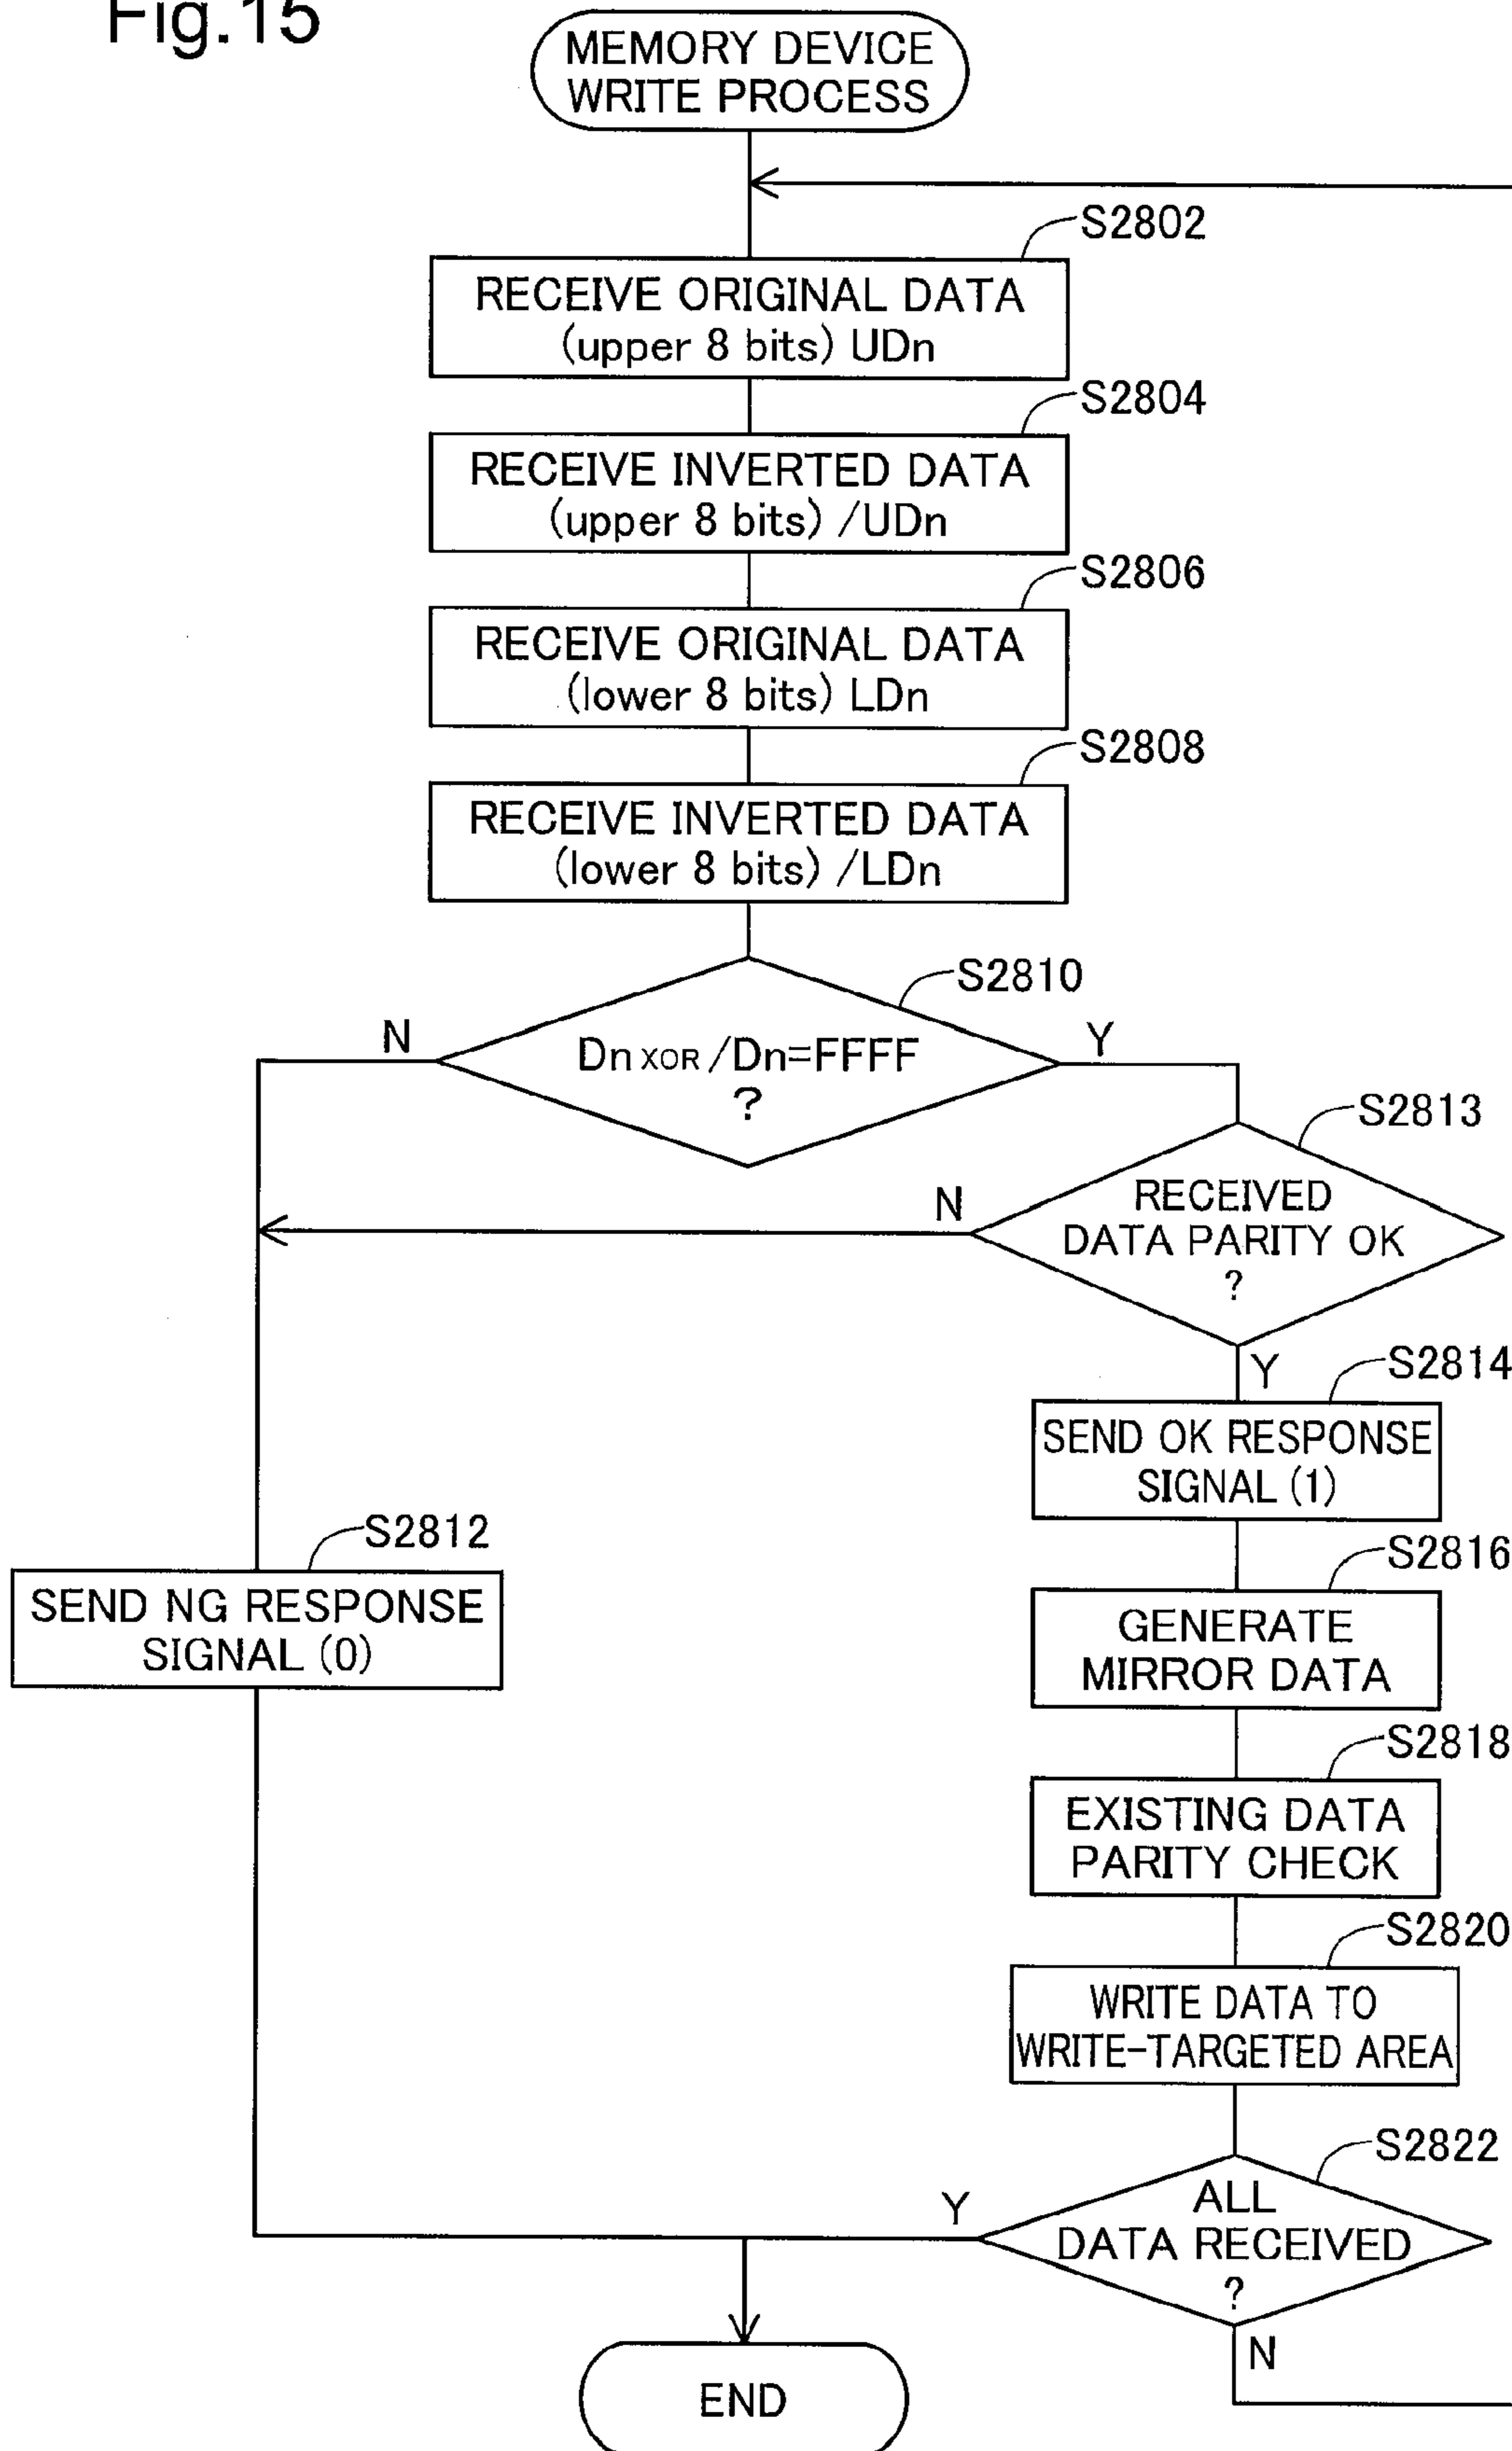 Fig.15
MEMORY DEVICE
WRITE PROCESS
S2802
RECEIVE ORIGINAL DATA
(upper 8 bits) UDn
S2804
RECEIVE INVERTED DATA
(upper 8 bits) /UDn
S2806
RECEIVE ORIGINAL DATA
(lower 8 bits) LDn
S2808
RECEIVE INVERTED DATA
(lower 8 bits) /LDn
S2810
N
Dn XOR /Dn=FFFF
?
Y
S2813
N
RECEIVED
DATA PARITY OK
?
Y
S2814
SEND OK RESPONSE
SIGNAL (1)
S2812
SEND NG RESPONSE
SIGNAL (0)
S2816
GENERATE
MIRROR DATA
S2818
EXISTING DATA
PARITY CHECK
S2820
WRITE DATA TO
WRITE-TARGETED AREA
S2822
Y
ALL
DATA RECEIVED
?
N
END